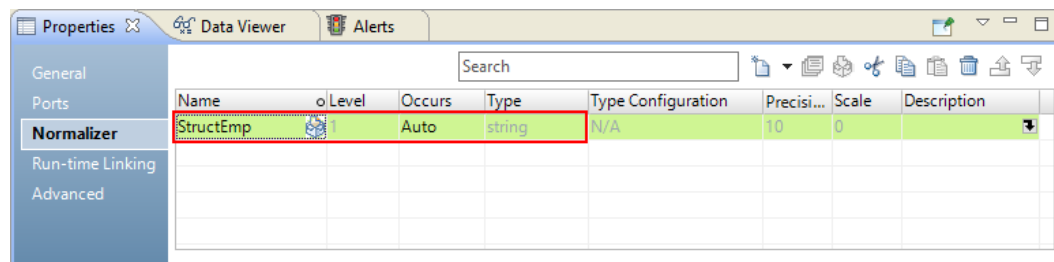 Properties Data Viewer Alerts
Search
General
Ports
Normalizer
Run-time Linking
Advanced
Name o Level Occurs Type Type Configuration Precisi... Scale Description
StructEmp 1 Auto string N/A 10 0